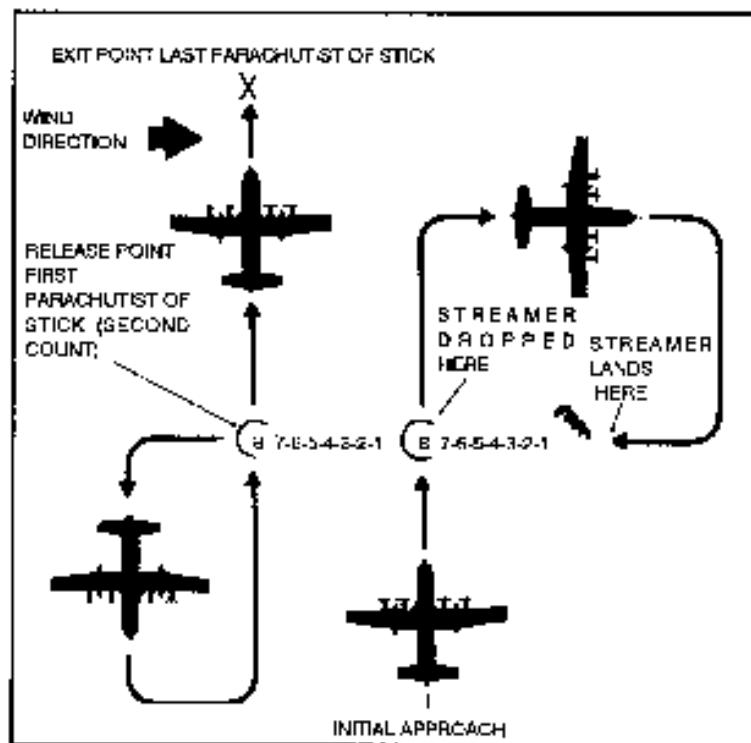 EXIT POINT LAST PARACHUTIST OF STICK
X
WIND
DIRECTION
RELEASE POINT
FIRST
PARACHUTIST OF
STICK (SECOND
COUNT)
STREAMER
DROPPED
HERE
STREAMER
LANDS
HERE
8 7-6-5-4-3-2-1
8 7-6-5-4-3-2-1
INITIAL APPROACH